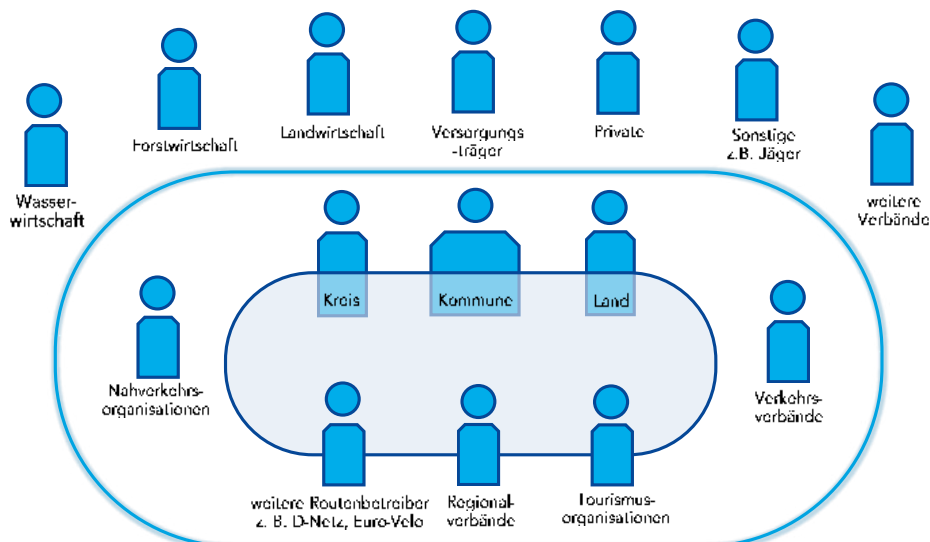 Forstwirtschaft
Landwirtschaft
Versorgungs
-träger
Private
Sonstige
z.B. Jäger
Wasser-
wirtschaft
weitere
Verbände
Kreis
Kommune
Land
Nahverkehrs-
organisationen
Verkehrs-
verbände
weitere Routenbetreiber
z. B. D-Netz, Euro-Velo
Regional-
verbände
Tourismus-
organisationen